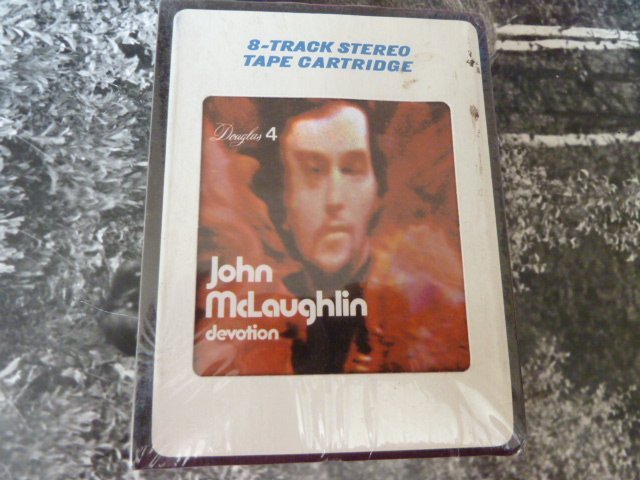 8-TRACK STEREO
TAPE CARTRIDGE
Douglas 4
John
McLaughlin
devotion